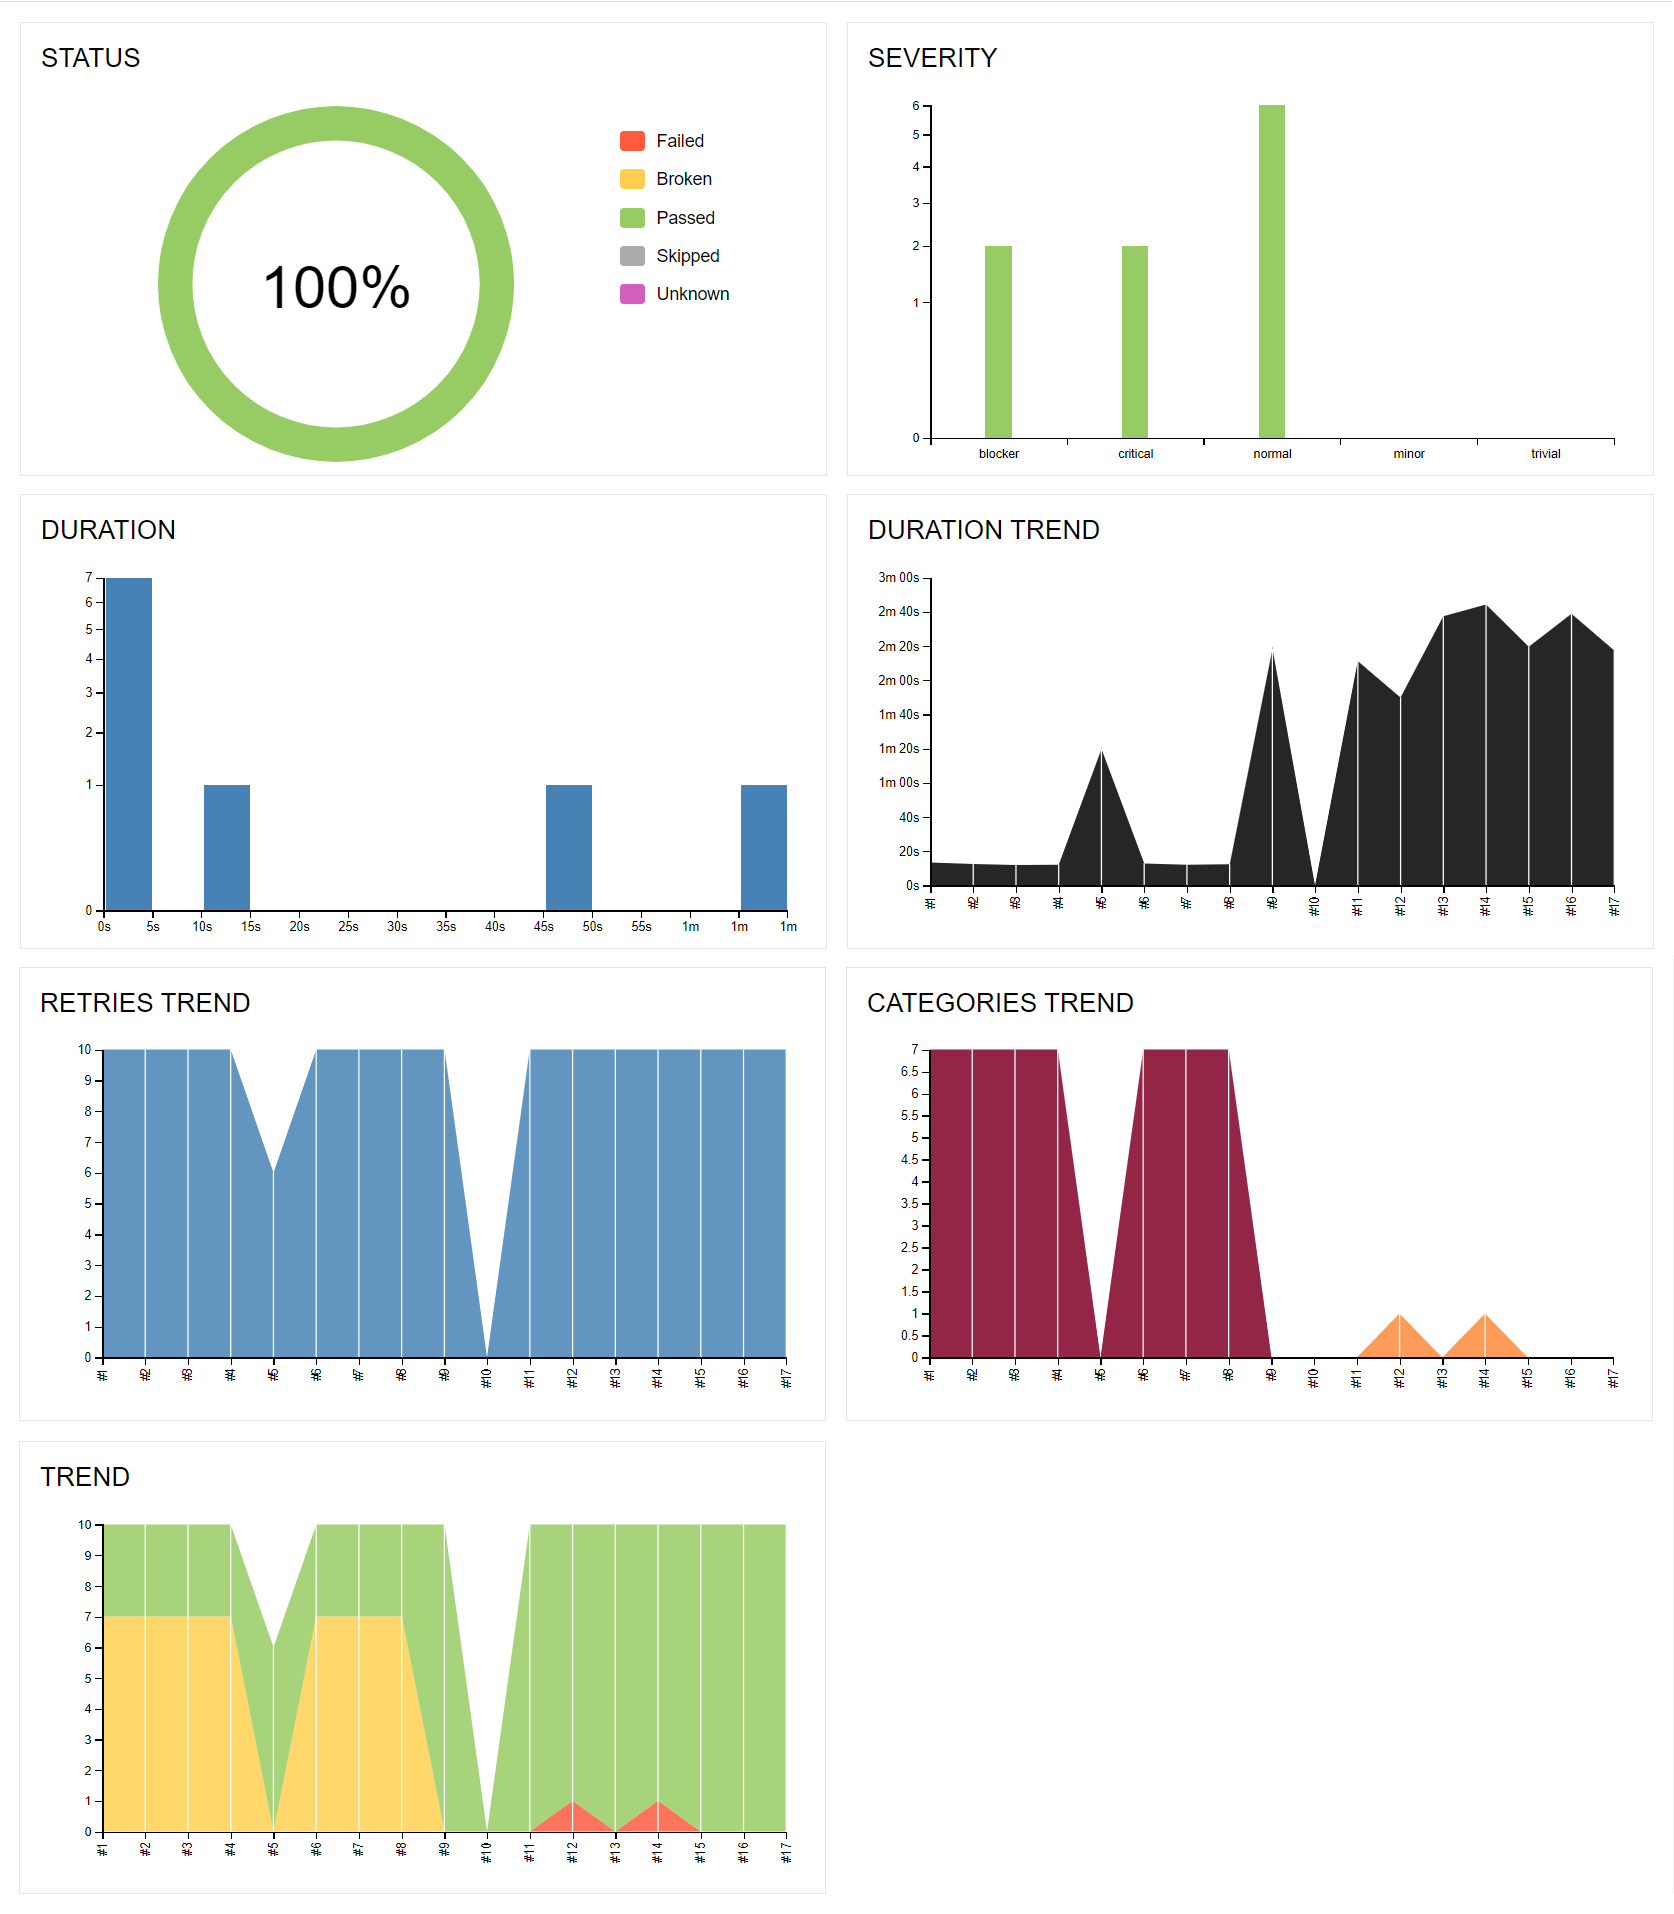 STATUS
100%
Failed
Broken
Passed
Skipped
Unknown
SEVERITY
6
5
4
3
2
1
0
blocker critical normal minor trivial
DURATION
7
6
5
4
3
2
1
0
0s 5s 10s 15s 20s 25s 30s 35s 40s 45s 50s 55s 1m 1m 1m
DURATION TREND
3m 00s
2m 40s
2m 20s
2m 00s
1m 40s
1m 20s
1m 00s
40s
20s
0s
#1 #2 #3 #4 #5 #6 #7 #8 #9 #10 #11 #12 #13 #14 #15 #16 #17
RETRIES TREND
10
9
8
7
6
5
4
3
2
1
0
#1 #2 #3 #4 #5 #6 #7 #8 #9 #10 #11 #12 #13 #14 #15 #16 #17
CATEGORIES TREND
7
6.5
6
5.5
5
4.5
4
3.5
3
2.5
2
1.5
1
0.5
0
#1 #2 #3 #4 #5 #6 #7 #8 #9 #10 #11 #12 #13 #14 #15 #16 #17
TREND
10
9
8
7
6
5
4
3
2
1
0
#1 #2 #3 #4 #5 #6 #7 #8 #9 #10 #11 #12 #13 #14 #15 #16 #17